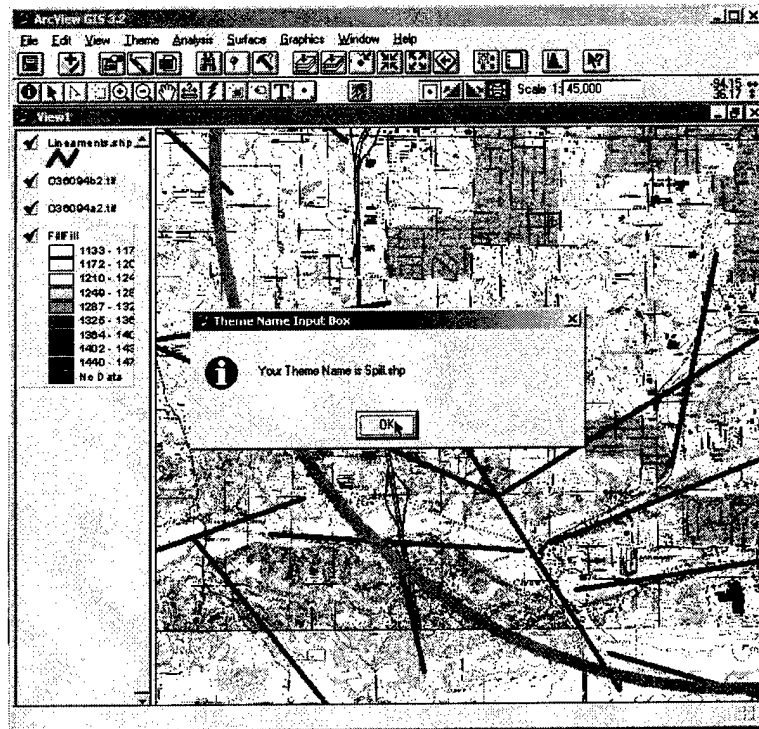 ArcView GIS 3.2
File Edit View Theme Analysis Surface Graphics Window Help
Scale 1: 45,000
View1
Lineaments.shp
O36094b2.tif
O36094a2.tif
FillFill
1133 - 117
1172 - 120
1210 - 124
1249 - 128
1287 - 132
1325 - 136
1364 - 140
1402 - 143
1440 - 147
No Data
Theme Name Input Box
Your Theme Name is Spill.shp
OK